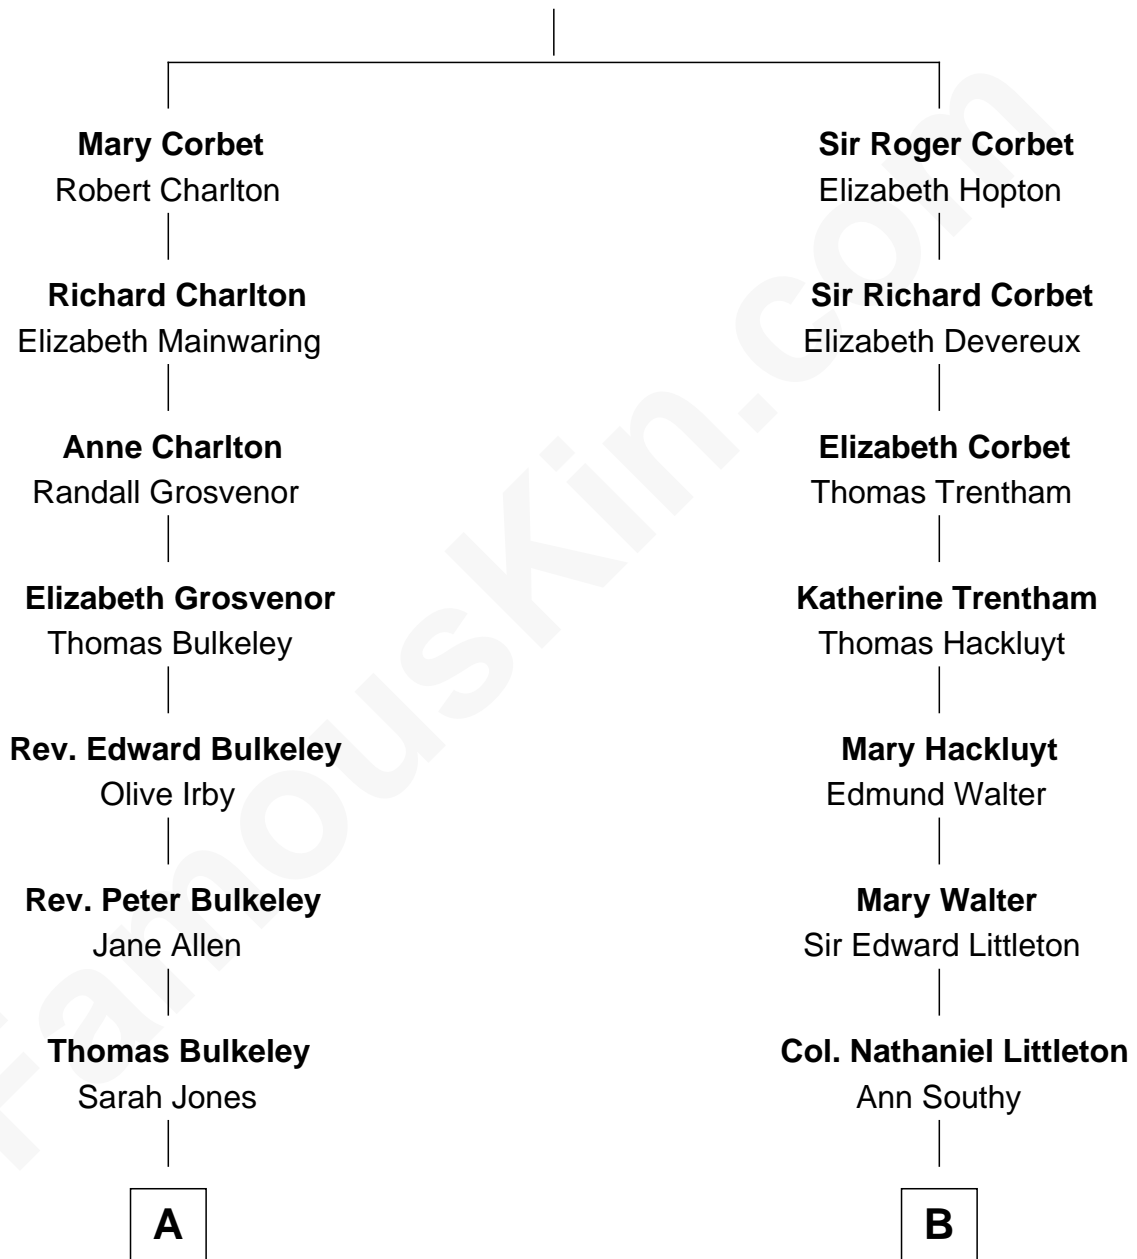 Mary Corbet
Robert Charlton
Richard Charlton
Elizabeth Mainwaring
Anne Charlton
Randall Grosvenor
Elizabeth Grosvenor
Thomas Bulkeley
Rev. Edward Bulkeley
Olive Irby
Rev. Peter Bulkeley
Jane Allen
Thomas Bulkeley
Sarah Jones
A
Sir Roger Corbet
Elizabeth Hopton
Sir Richard Corbet
Elizabeth Devereux
Elizabeth Corbet
Thomas Trentham
Katherine Trentham
Thomas Hackluyt
Mary Hackluyt
Edmund Walter
Mary Walter
Sir Edward Littleton
Col. Nathaniel Littleton
Ann Southy
B
FamousKin.com